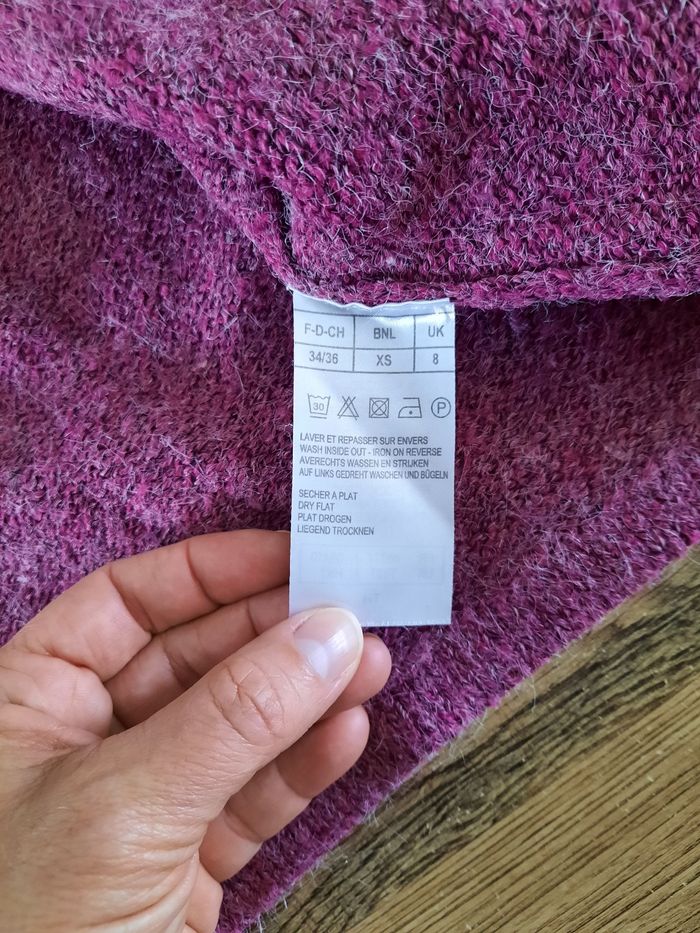 F-D-CH BNL UK
34/36 XS 8
30 P
LAVER ET REPASSER SUR ENVERS
WASH INSIDE OUT - IRON ON REVERSE
AVERECHTS WASSEN EN STRIJKEN
AUF LINKS GEDREHT WASCHEN UND BÜGELN
SECHER A PLAT
DRY FLAT
PLAT DROGEN
LIEGEND TROCKNEN